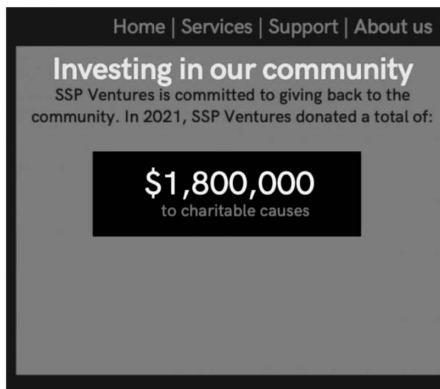 Home | Services | Support | About us
Investing in our community
SSP Ventures is committed to giving back to the
community. In 2021, SSP Ventures donated a total of:
$1,800,000
to charitable causes